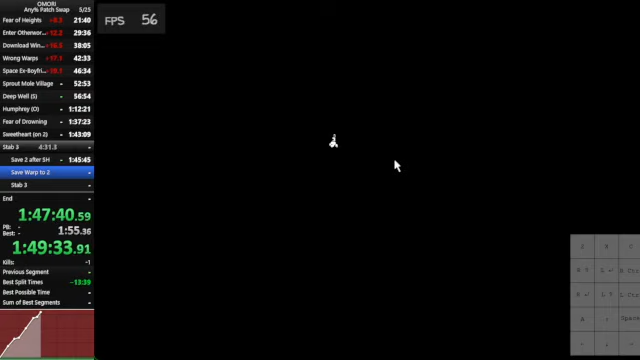 OMORI
Any% Patch Swap 5/25
Fear of Heights +6.3 21:40
Enter Otherwor... +12.2 29:36
Download Win... +16.5 38:05
Wrong Warps +17.1 42:33
Space Ex-Boyfri... 46:34
Sprout Mole Village - 52:53
Deep Well (S) - 56:54
Humphrey (O) - 1:12:21
Fear of Drowning - 1:37:23
Sweetheart (on 2) - 1:43:09
Stab 3 4:31.3
Save 2 after SH - 1:45:45
Save Warp to 2 -
Stab 3 -
End -
1:47:40.59
PB: -
Best: - 1:55.36
1:49:33.91
Kills: -1
Previous Segment -
Best Split Times -13:39
Best Possible Time -
Sum of Best Segments -
FPS 56
R Ctr
L Ctr
Space